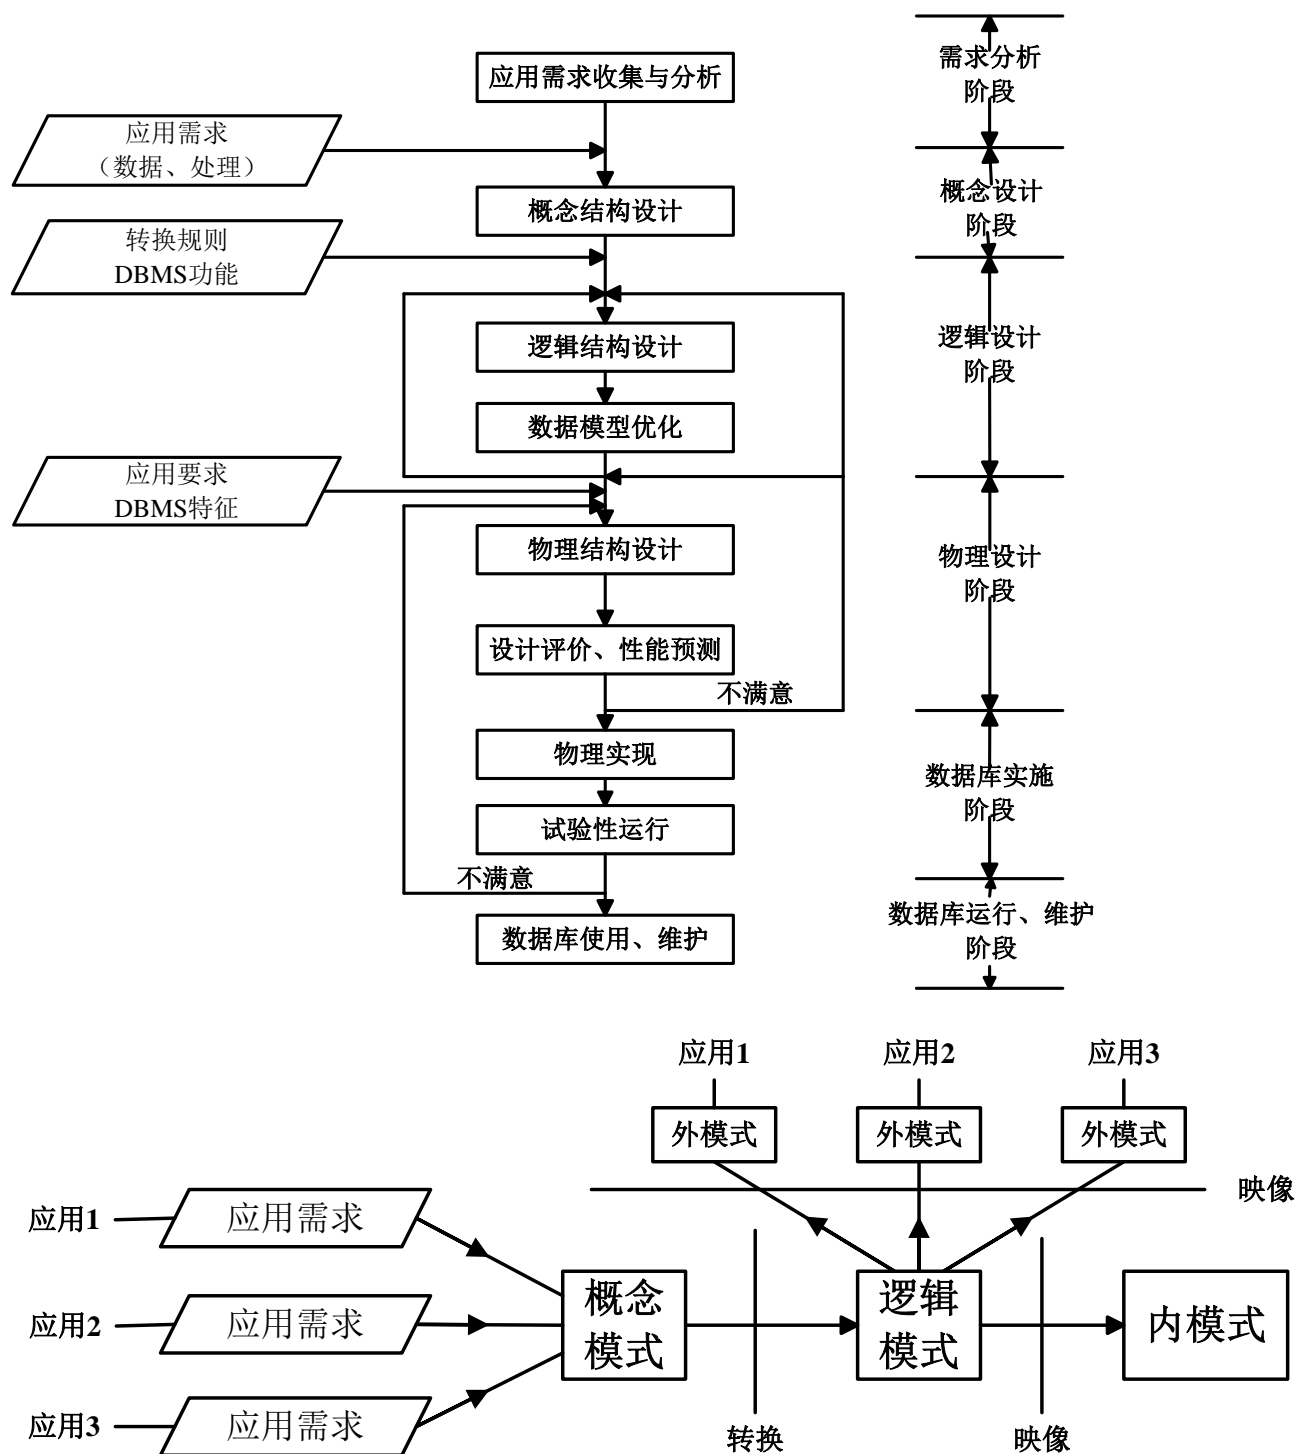 需求分析
阶段
应用需求收集与分析
应用需求
（数据、处理）
概念设计
阶段
概念结构设计
转换规则
DBMS功能
逻辑设计
阶段
逻辑结构设计
数据模型优化
应用要求
DBMS特征
物理结构设计
物理设计
阶段
设计评价、性能预测
不满意
物理实现
数据库实施
阶段
试验性运行
不满意
数据库使用、维护
数据库运行、维护
阶段
应用1
应用2
应用3
外模式
外模式
外模式
映像
应用1
应用需求
应用2
应用需求
应用3
应用需求
概念
模式
逻辑
模式
内模式
转换
映像